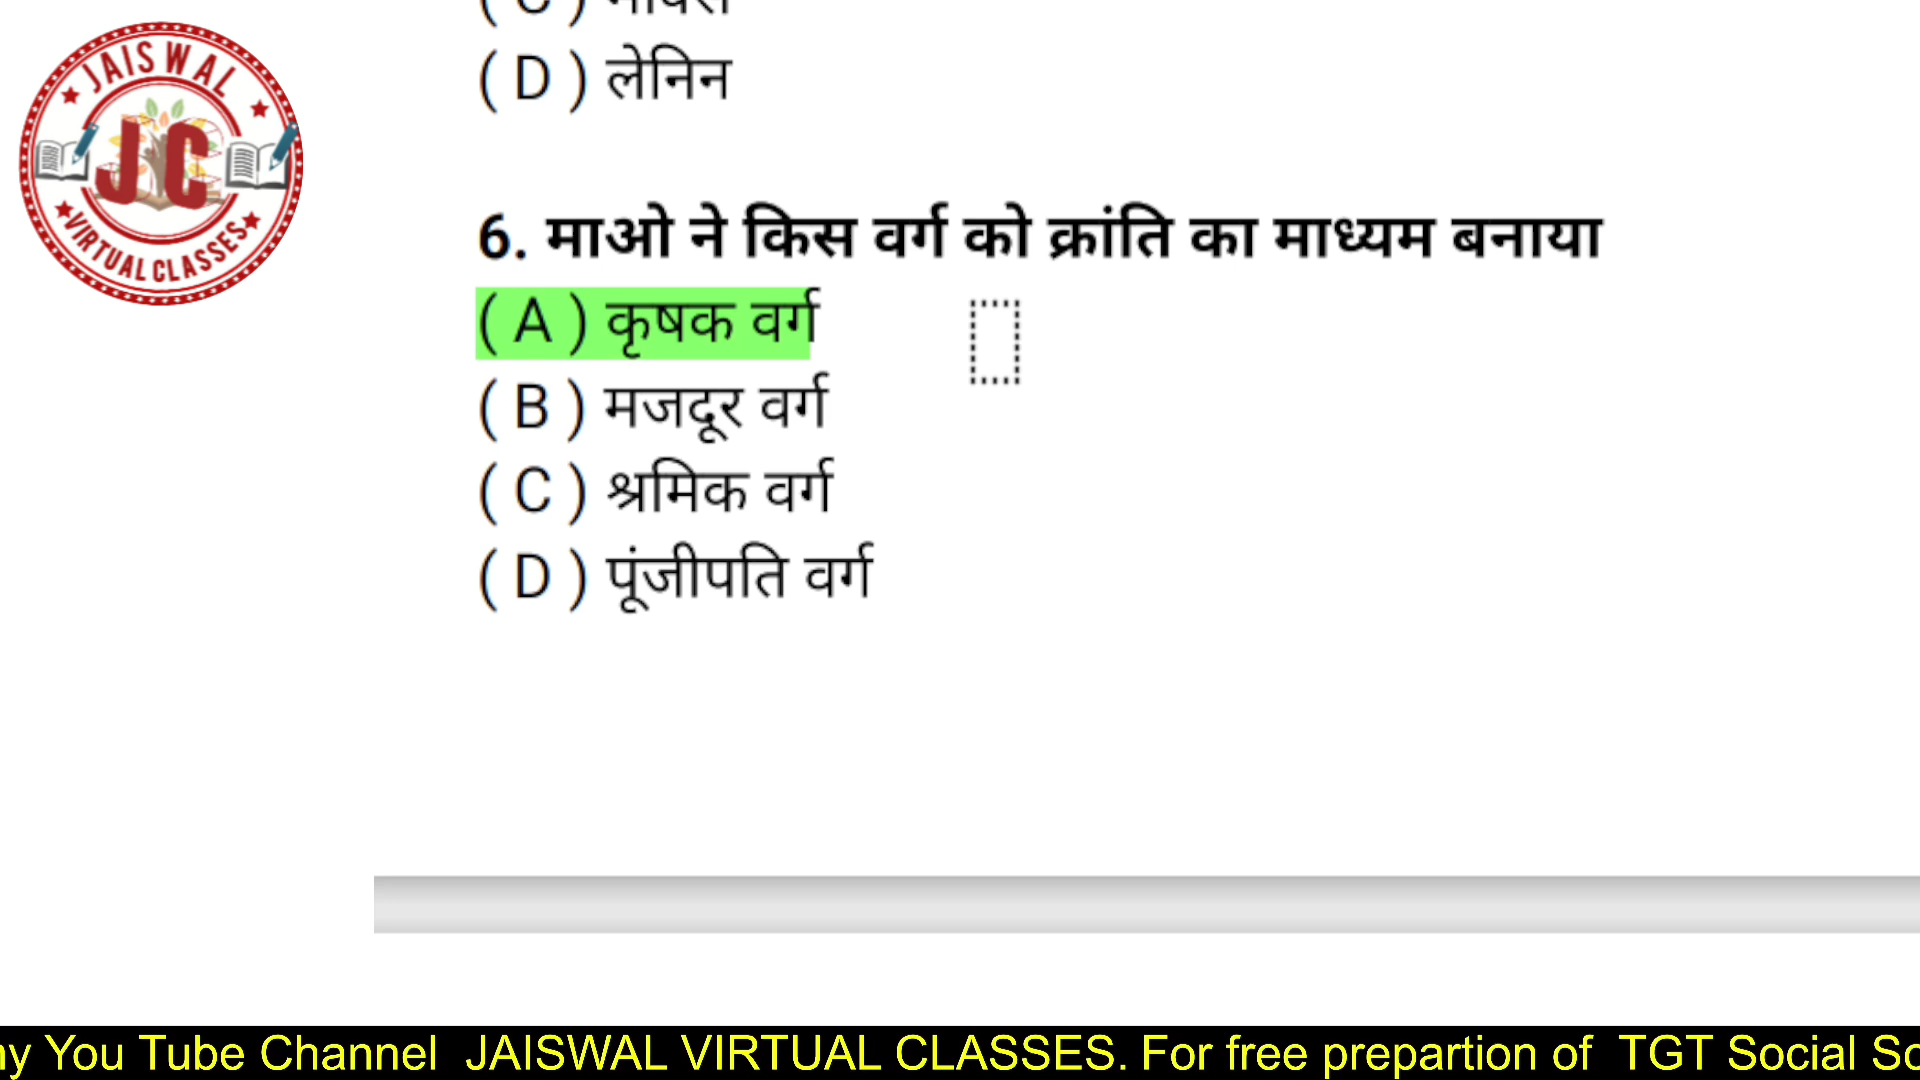 ( C )
( D ) लेनिन
JAISWAL
JC
VIRTUAL CLASSES
6. माओ ने किस वर्ग को क्रांति का माध्यम बनाया
( A ) कृषक वर्ग
( B ) मजदूर वर्ग
( C ) श्रमिक वर्ग
( D ) पूंजीपति वर्ग
You Tube Channel JAISWAL VIRTUAL CLASSES. For free prepartion of TGT Social